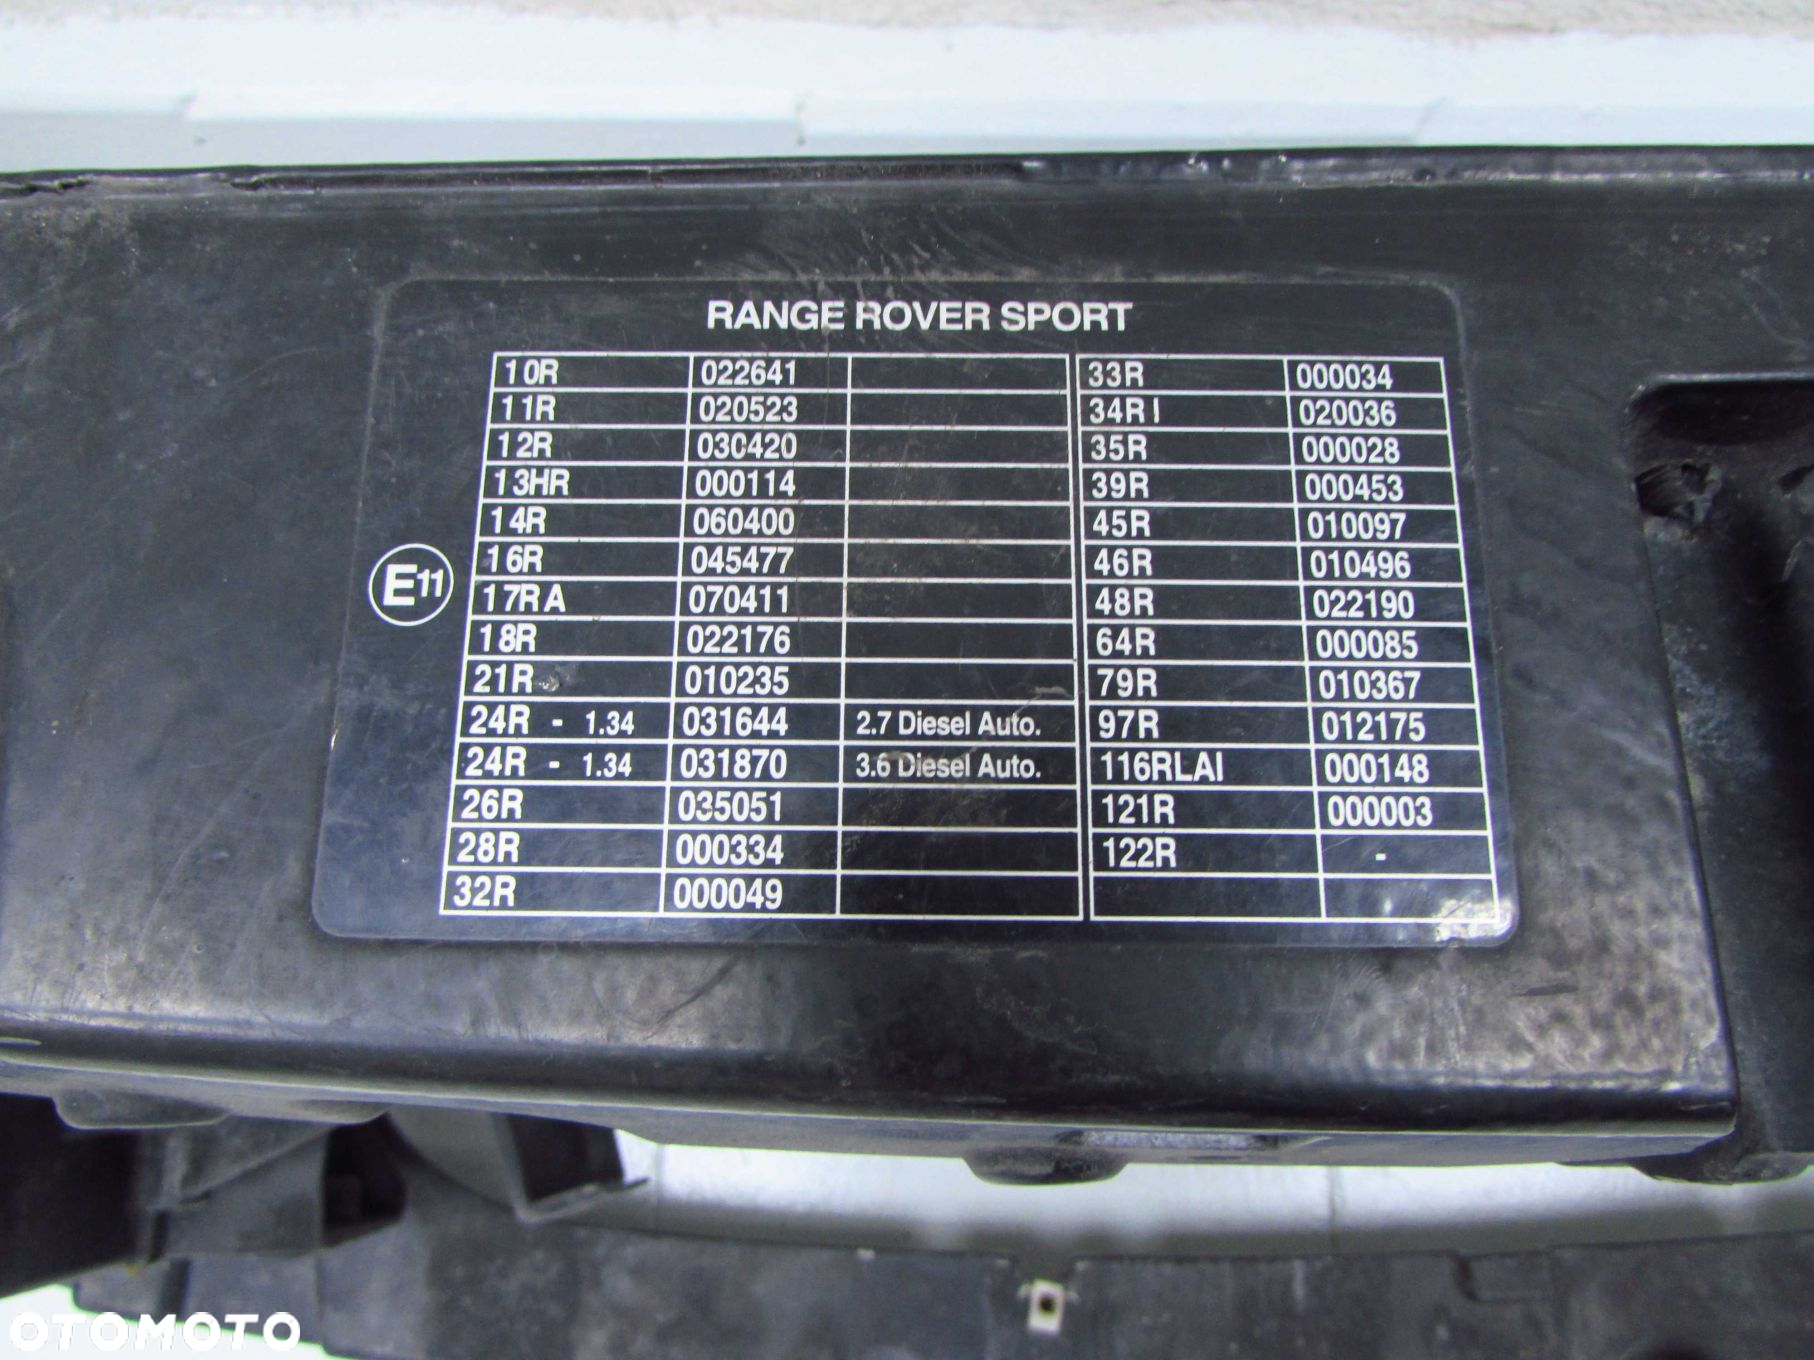 RANGE ROVER SPORT
10R 022641 33R 000034
11R 020523 34R I 020036
12R 030420 35R 000028
13HR 000114 39R 000453
14R 060400 45R 010097
16R 045477 46R 010496
E11
17R A 070411 48R 022190
18R 022176 64R 000085
21R 010235 79R 010367
24R - 1.34 031644 2.7 Diesel Auto. 97R 012175
24R - 1.34 031870 3.6 Diesel Auto. 116RLAI 000148
26R 035051 121R 000003
28R 000334 122R -
32R 000049
OTOMOTO